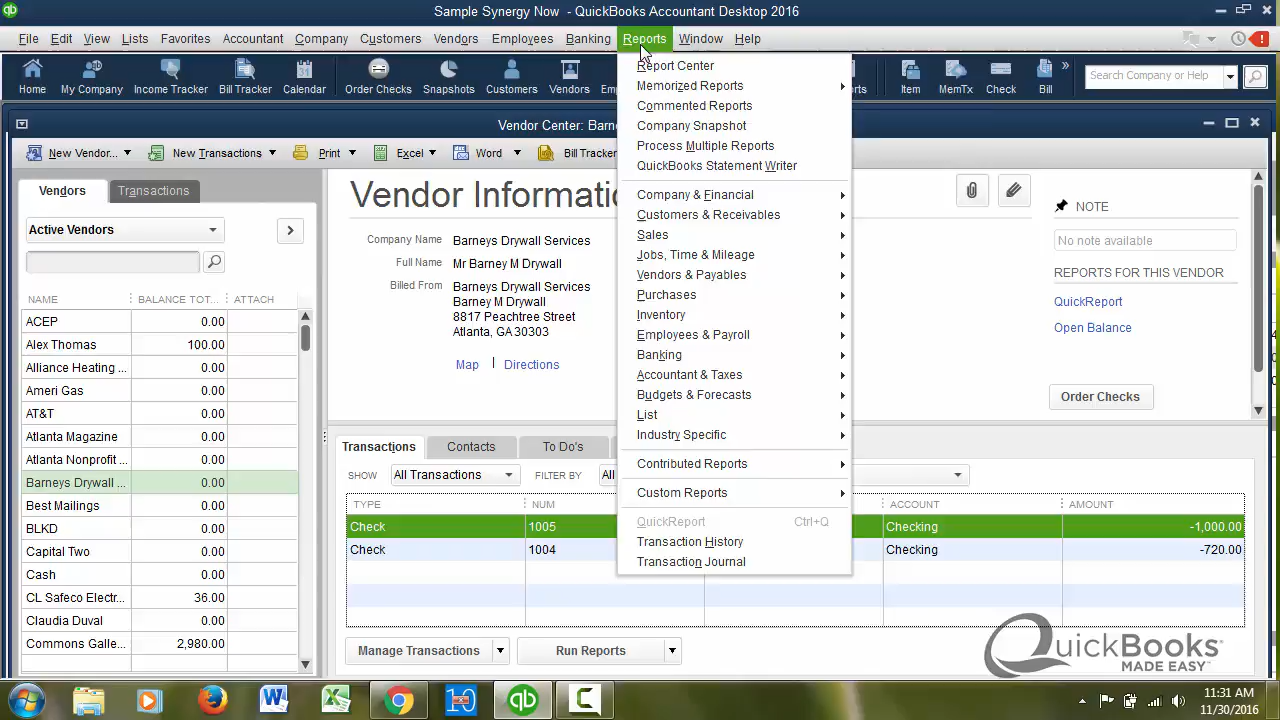 Sample Synergy Now - QuickBooks Accountant Desktop 2016
File Edit View Lists Favorites Accountant Company Customers Vendors Employees Banking Reports Window Help
Home My Company Income Tracker Bill Tracker Calendar Order Checks Snapshots Customers Vendors Item MemTx Check Search Company or Help
Vendor Center: Barn
New Vendor... New Transactions Print Excel Word Bill Tracker
Vendors Transactions
Active Vendors
NAME BALANCE TOT... ATTACH
ACEP 0.00
Alex Thomas 100.00
Alliance Heating ... 0.00
Ameri Gas 0.00
AT&T 0.00
Atlanta Magazine 0.00
Atlanta Nonprofit ... 0.00
Barneys Drywall ... 0.00
Best Mailings 0.00
BLKD 0.00
Capital Two 0.00
Cash 0.00
CL Safeco Electr... 36.00
Claudia Duval 0.00
Commons Galle... 2,980.00
Vendor Informati
Company Name Barneys Drywall Services
Full Name Mr Barney M Drywall
Billed From Barneys Drywall Services
Barney M Drywall
8817 Peachtree Street
Atlanta, GA 30303
Map Directions
Report Center
Memorized Reports
Commented Reports
Company Snapshot
Process Multiple Reports
QuickBooks Statement Writer
Company & Financial
Customers & Receivables
Sales
Jobs, Time & Mileage
Vendors & Payables
Purchases
Inventory
Employees & Payroll
Banking
Accountant & Taxes
Budgets & Forecasts
List
Industry Specific
Contributed Reports
Custom Reports
QuickReport Ctrl+Q
Transaction History
Transaction Journal
NOTE
No note available
REPORTS FOR THIS VENDOR
QuickReport
Open Balance
Order Checks
Transactions Contacts To Do's
SHOW All Transactions FILTER BY All
TYPE NUM ACCOUNT AMOUNT
Check 1005 Checking -1,000.00
Check 1004 Checking -720.00
Manage Transactions Run Reports
QuickBooks
MADE EASY
11:31 AM
11/30/2016